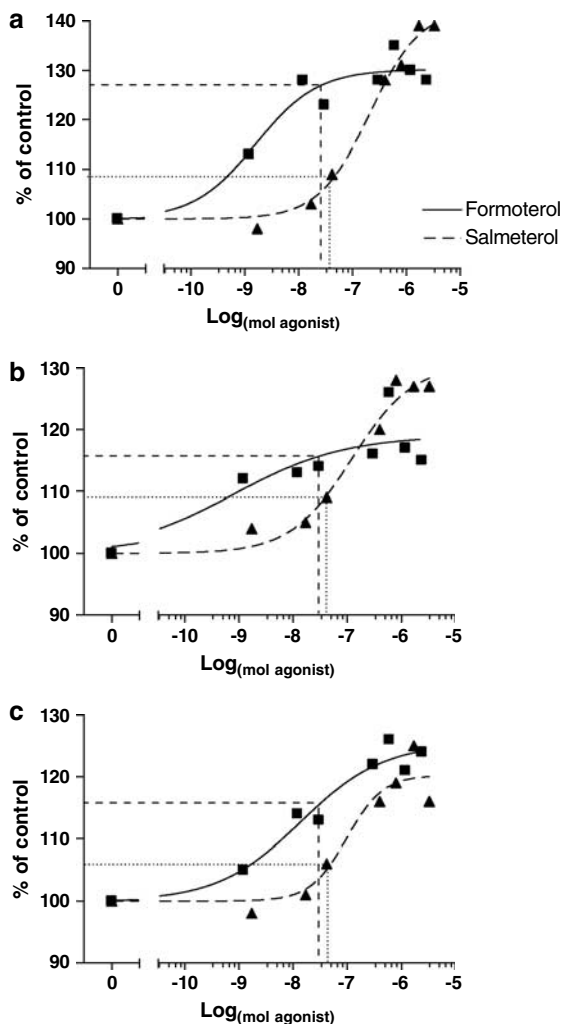 a
140
130
120
110
100
90
% of control
Formoterol
Salmeterol
0 -10 -9 -8 -7 -6 -5
Log(mol agonist)
b
130
120
110
100
90
% of control
0 -10 -9 -8 -7 -6 -5
Log(mol agonist)
c
130
120
110
100
90
% of control
0 -10 -9 -8 -7 -6 -5
Log(mol agonist)